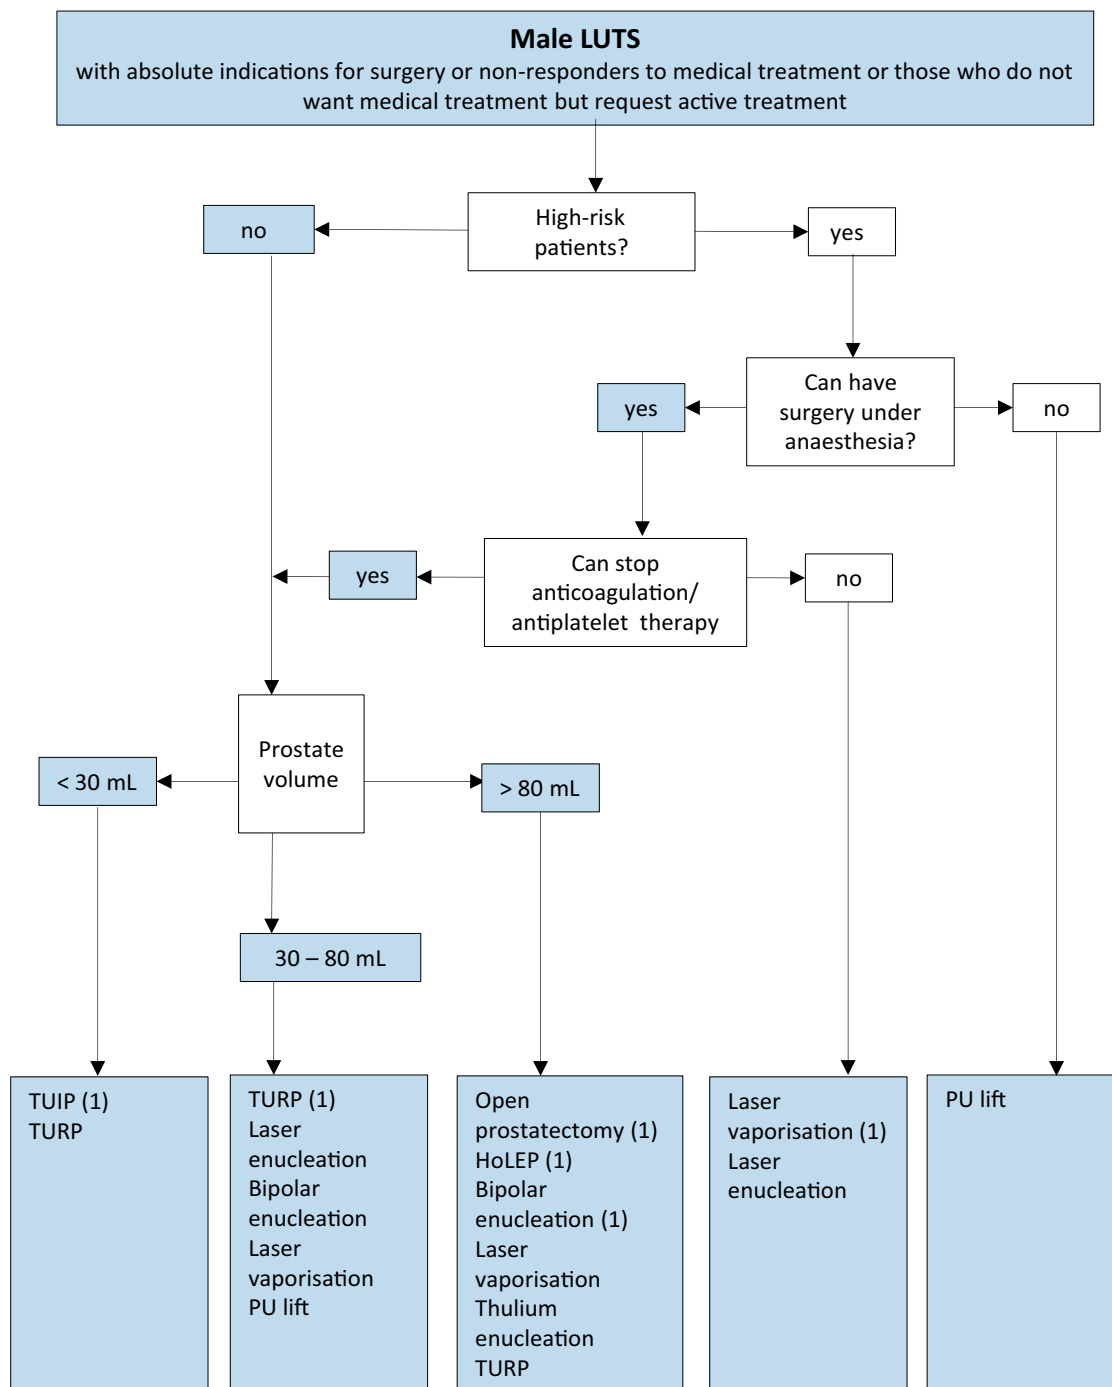 Male LUTS
with absolute indications for surgery or non-responders to medical treatment or those who do not
want medical treatment but request active treatment
no
High-risk
patients?
yes
yes
Can have
surgery under
anaesthesia?
no
yes
Can stop
anticoagulation/
antiplatelet therapy
no
Prostate
volume
< 30 mL
> 80 mL
30 – 80 mL
TUIP (1)
TURP
TURP (1)
Laser
enucleation
Bipolar
enucleation
Laser
vaporisation
PU lift
Open
prostatectomy (1)
HoLEP (1)
Bipolar
enucleation (1)
Laser
vaporisation
Thulium
enucleation
TURP
Laser
vaporisation (1)
Laser
enucleation
PU lift